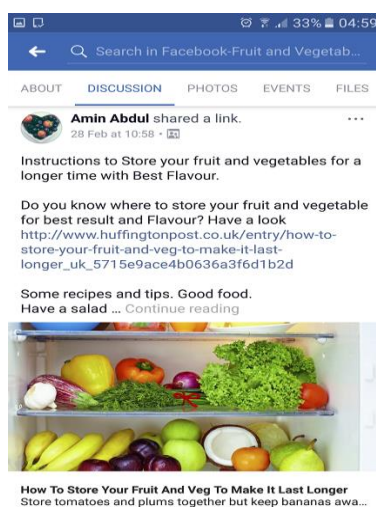 33% 04:59
Search in Facebook-Fruit and Vegetab...
ABOUT DISCUSSION PHOTOS EVENTS FILES
Amin Abdul shared a link.
28 Feb at 10:58 •
Instructions to Store your fruit and vegetables for a
longer time with Best Flavour.
Do you know where to store your fruit and vegetable
for best result and Flavour? Have a look
http://www.huffingtonpost.co.uk/entry/how-to-
store-your-fruit-and-veg-to-make-it-last-
longer_uk_5715e9ace4b0636a3f6d1b2d
Some recipes and tips. Good food.
Have a salad ... Continue reading
How To Store Your Fruit And Veg To Make It Last Longer
Store tomatoes and plums together but keep bananas awa...